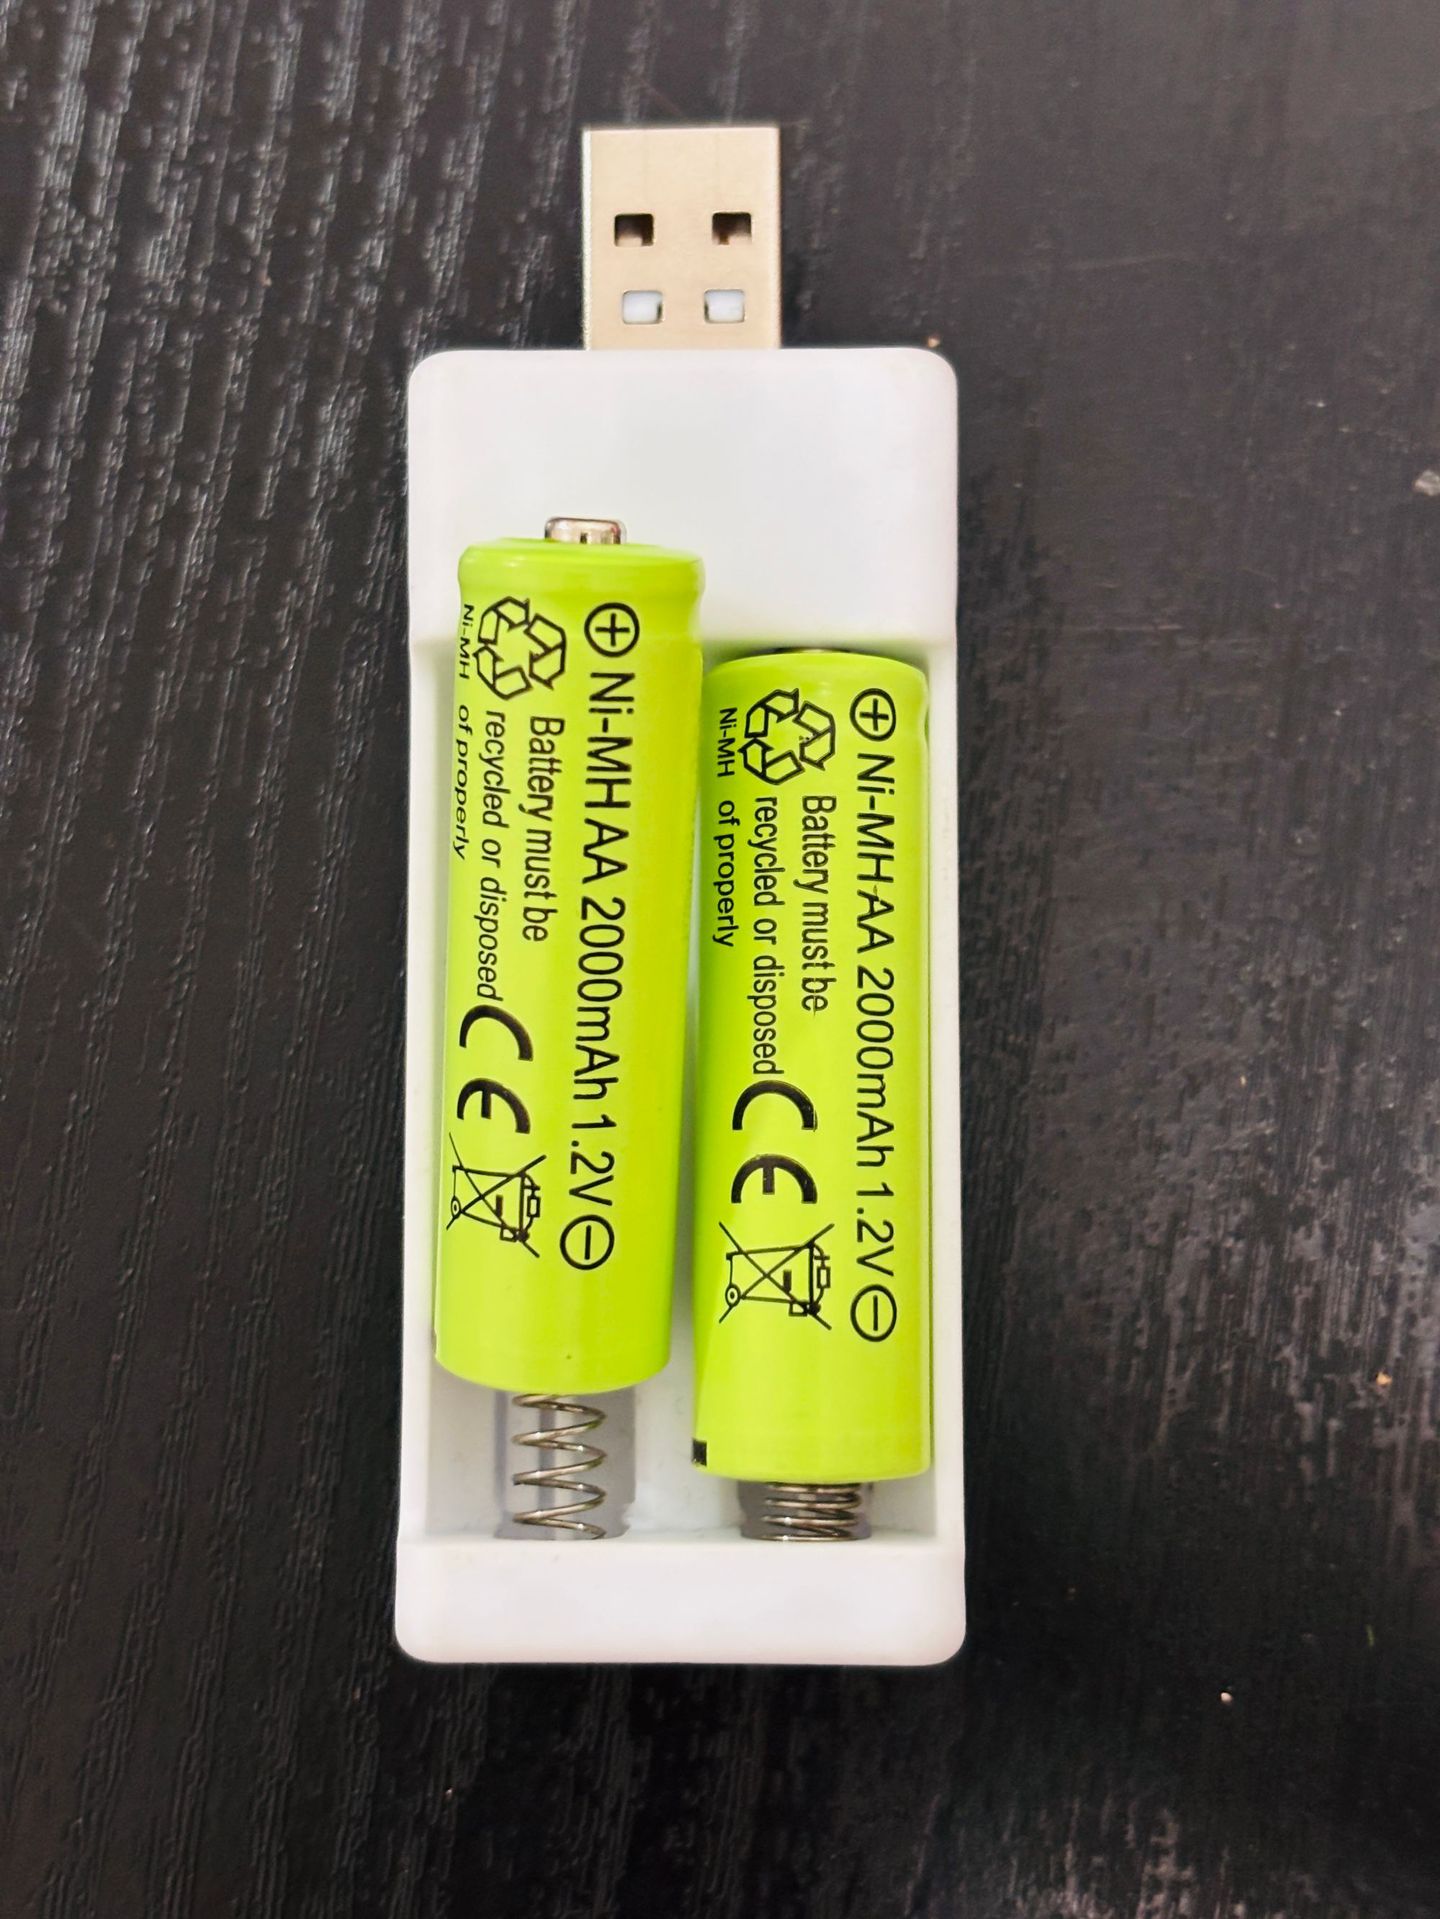 ⊕ Ni-MH AA 2000mAh 1.2V ⊖
Battery must be
recycled or disposed
Ni-MH of properly
CE
⊕ Ni-MH AA 2000mAh 1.2V ⊖
Battery must be
recycled or disposed
Ni-MH of properly
CE